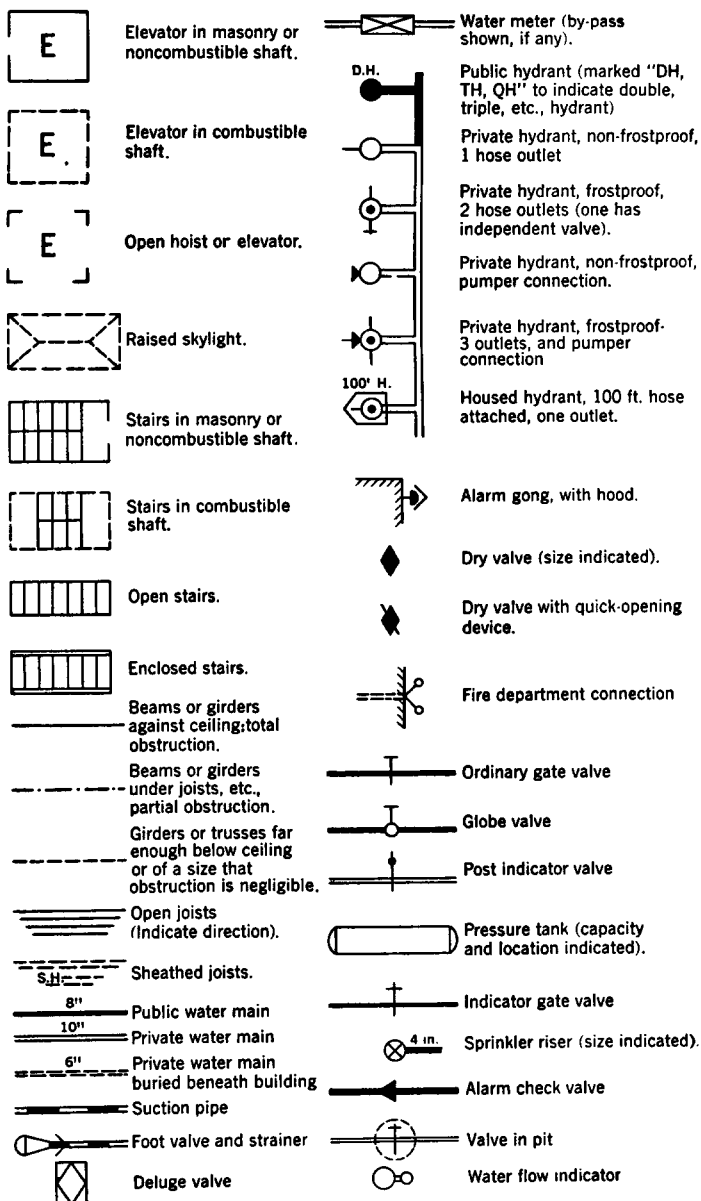 E
Elevator in masonry or
noncombustible shaft.
E
Elevator in combustible
shaft.
E
Open hoist or elevator.
Raised skylight.
Stairs in masonry or
noncombustible shaft.
Stairs in combustible
shaft.
Open stairs.
Enclosed stairs.
Beams or girders
against ceiling:total
obstruction.
Beams or girders
under joists, etc.,
partial obstruction.
Girders or trusses far
enough below ceiling
or of a size that
obstruction is negligible.
Open joists
(Indicate direction).
S.H.
Sheathed joists.
8"
Public water main
10"
Private water main
6"
Private water main
buried beneath building
Suction pipe
Foot valve and strainer
Deluge valve
Water meter (by-pass
shown, if any).
D.H.
Public hydrant (marked "DH,
TH, QH" to indicate double,
triple, etc., hydrant)
Private hydrant, non-frostproof,
1 hose outlet
Private hydrant, frostproof,
2 hose outlets (one has
independent valve).
Private hydrant, non-frostproof,
pumper connection.
Private hydrant, frostproof-
3 outlets, and pumper
connection
100' H.
Housed hydrant, 100 ft. hose
attached, one outlet.
Alarm gong, with hood.
Dry valve (size indicated).
Dry valve with quick-opening
device.
Fire department connection
Ordinary gate valve
Globe valve
Post indicator valve
Pressure tank (capacity
and location indicated).
Indicator gate valve
4 in.
Sprinkler riser (size indicated).
Alarm check valve
Valve in pit
Water flow indicator